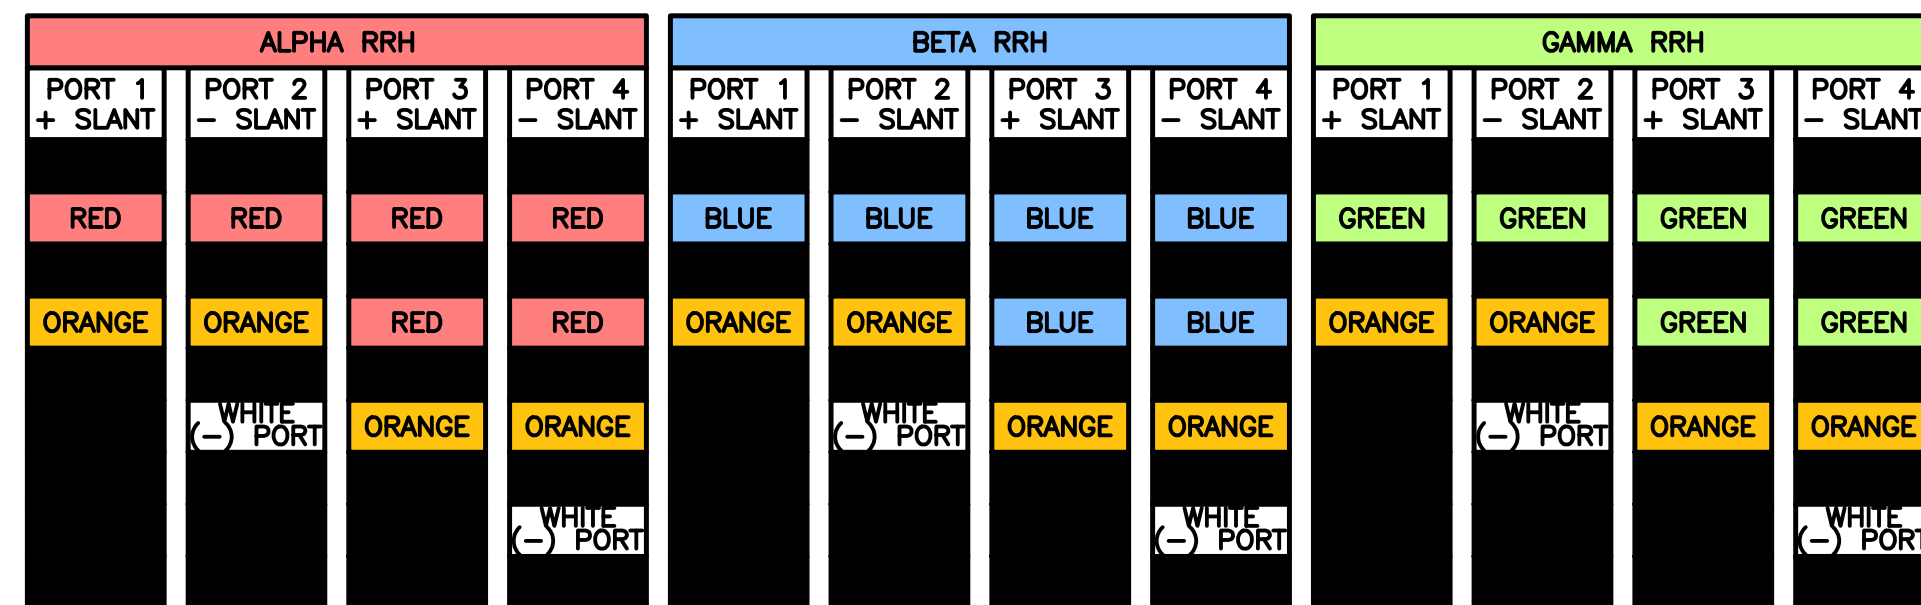 ALPHA RRH BETA RRH GAMMA RRH
PORT 1 PORT 2 PORT 3 PORT 4 PORT 1 PORT 2 PORT 3 PORT 4 PORT 1 PORT 2 PORT 3 PORT 4
+ SLANT - SLANT + SLANT - SLANT + SLANT - SLANT + SLANT - SLANT + SLANT - SLANT + SLANT - SLANT
RED RED RED RED BLUE BLUE BLUE BLUE GREEN GREEN GREEN GREEN
ORANGE ORANGE RED RED ORANGE ORANGE BLUE BLUE ORANGE ORANGE GREEN GREEN
WHITE ORANGE ORANGE WHITE ORANGE ORANGE WHITE ORANGE ORANGE
(-) PORT (-) PORT (-) PORT
WHITE WHITE WHITE
(-) PORT (-) PORT (-) PORT